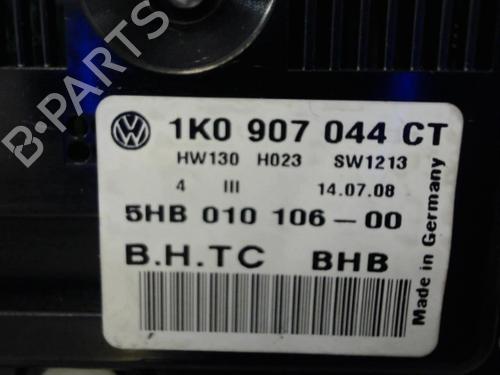 B-PARTS
1K0 907 044 CT
HW130 H023 SW1213
4 III 14.07.08
5HB 010 106-00
B.H.TC BHB
Made in Germany